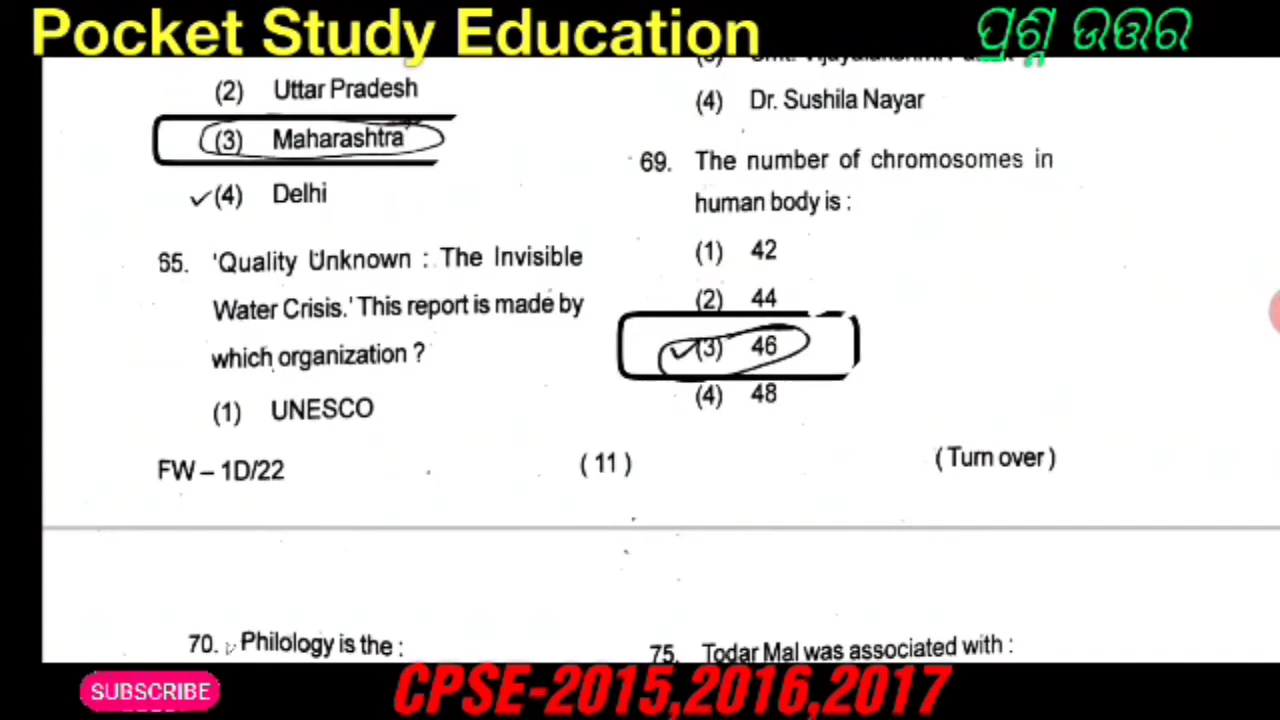 Pocket Study Education
ପ୍ରଶ୍ନ ଉତ୍ତର
(2) Uttar Pradesh
(3) Maharashtra
(4) Delhi
65. 'Quality Unknown : The Invisible
Water Crisis.' This report is made by
which organization ?
(1) UNESCO
(4) Dr. Sushila Nayar
69. The number of chromosomes in
human body is :
(1) 42
(2) 44
(3) 46
(4) 48
FW – 1D/22
( 11 )
( Turn over )
70. Philology is the :
75. Todar Mal was associated with :
SUBSCRIBE
CPSE-2015,2016,2017